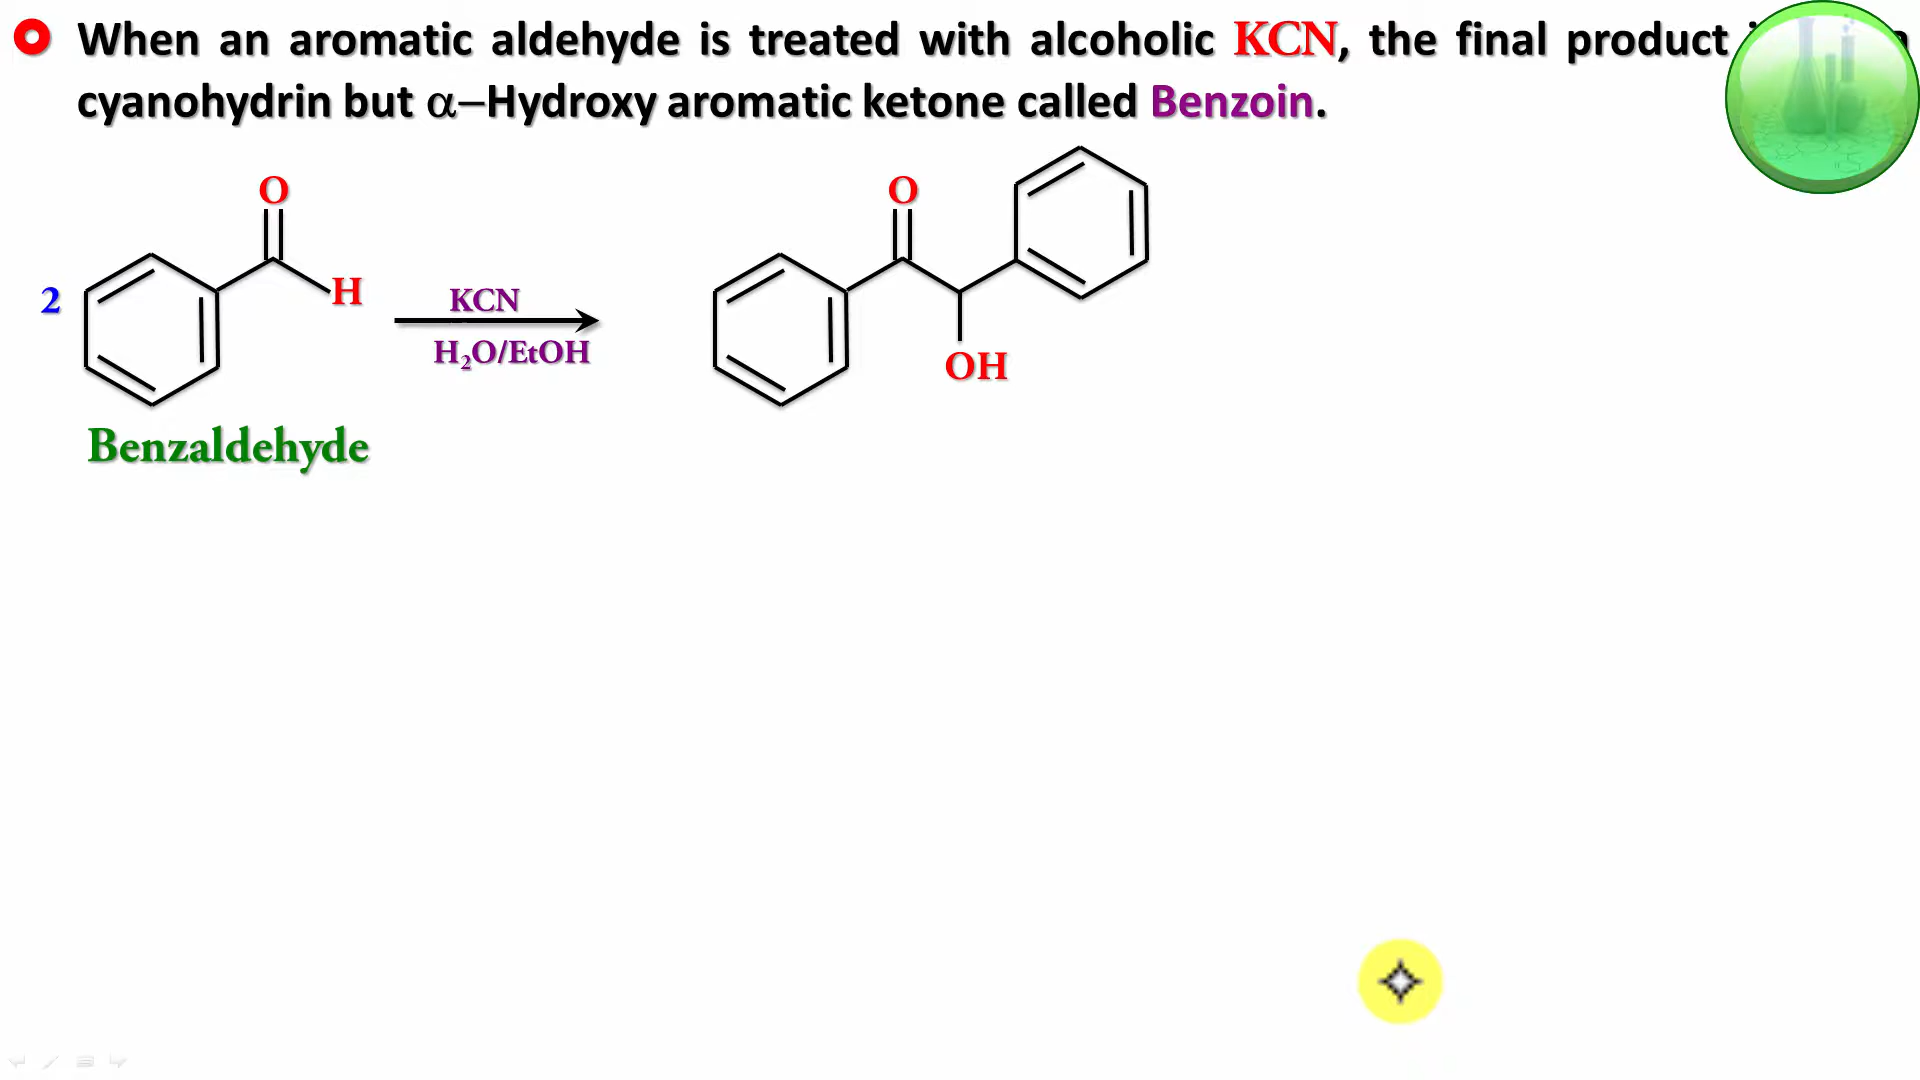 When an aromatic aldehyde is treated with alcoholic KCN, the final product
cyanohydrin but α–Hydroxy aromatic ketone called Benzoin.
O
O
H
2
KCN
H₂O/EtOH
OH
Benzaldehyde